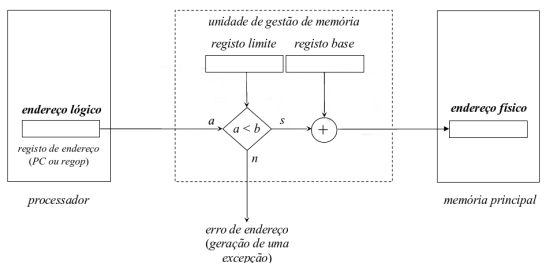 unidade de gestão de memória
registo limite
registo base
endereço lógico
registo de endereço
(PC ou regop)
a
a < b
s
+
n
endereço físico
processador
memória principal
erro de endereço
(geração de uma
excepção)